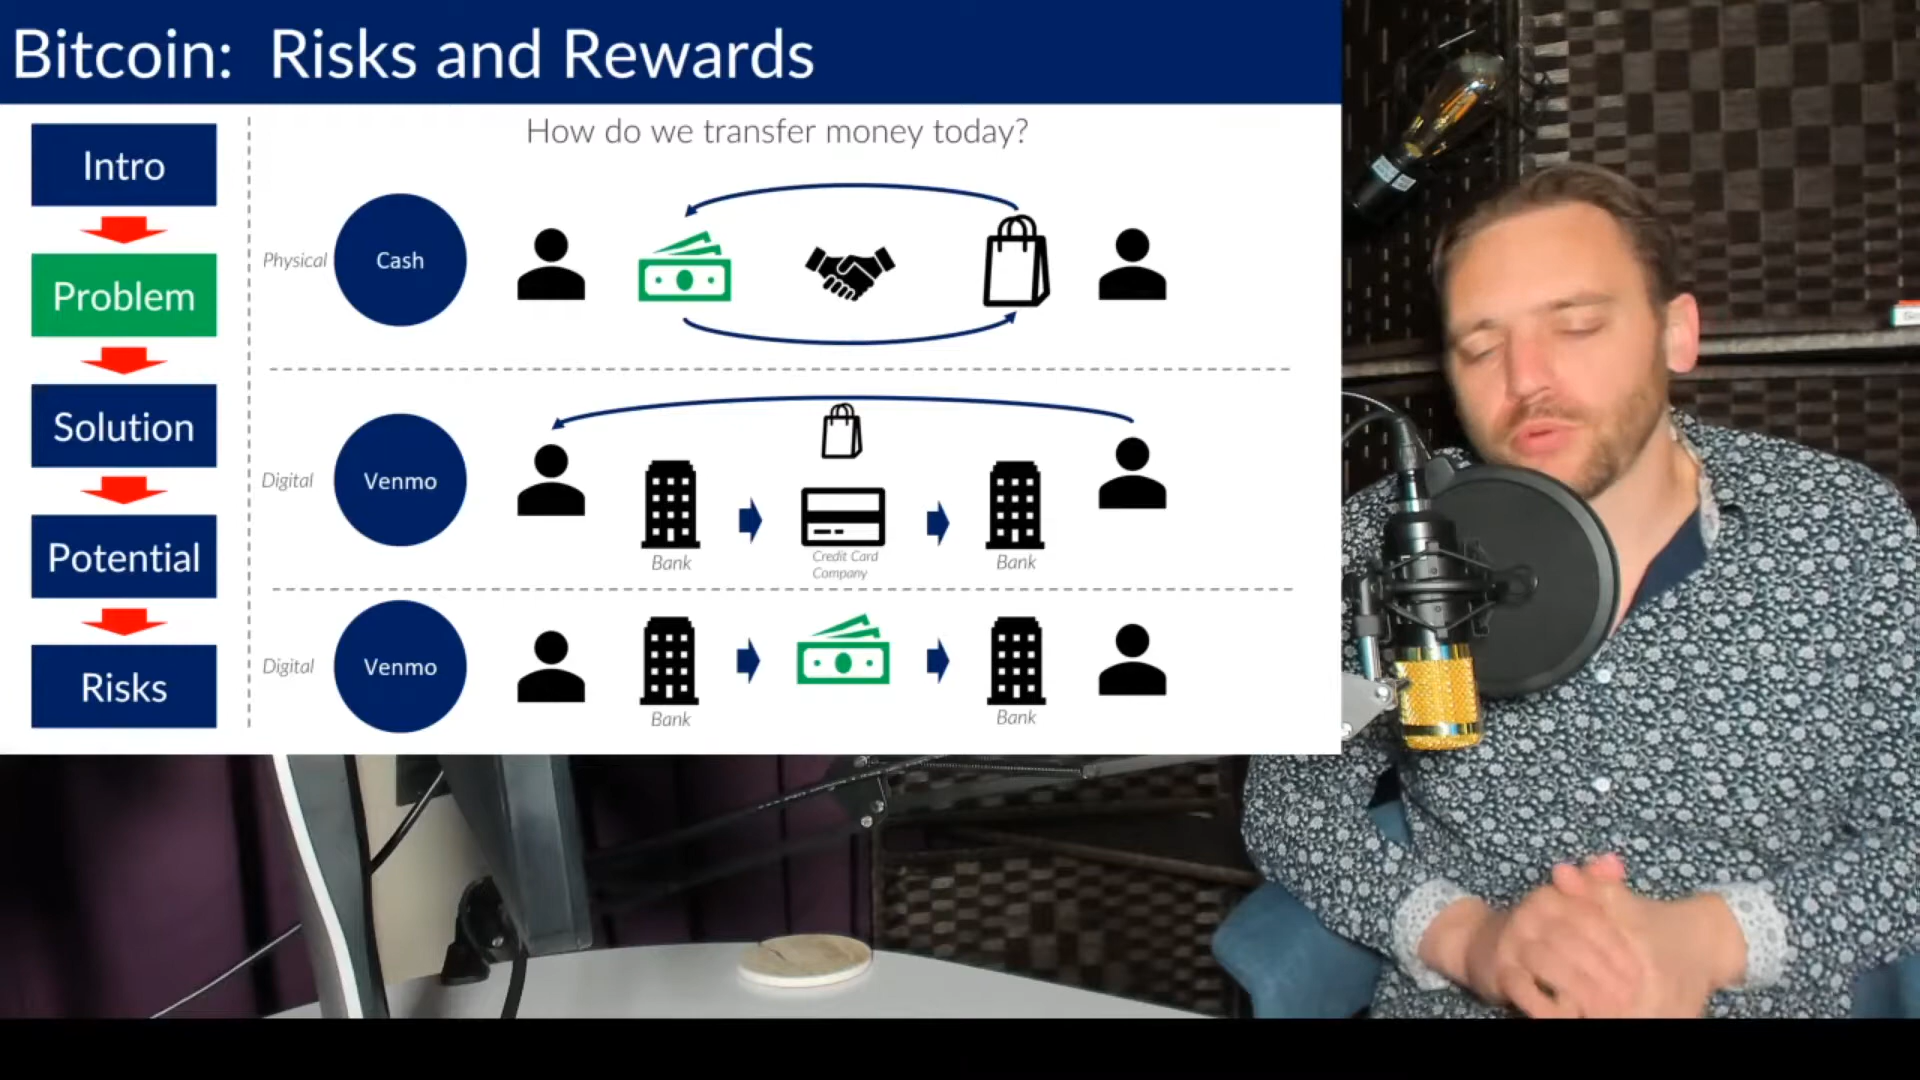 Bitcoin: Risks and Rewards
How do we transfer money today?
Intro
Problem
Solution
Potential
Risks
Physical
Cash
Digital
Venmo
Bank
Credit Card
Company
Bank
Digital
Venmo
Bank
Bank